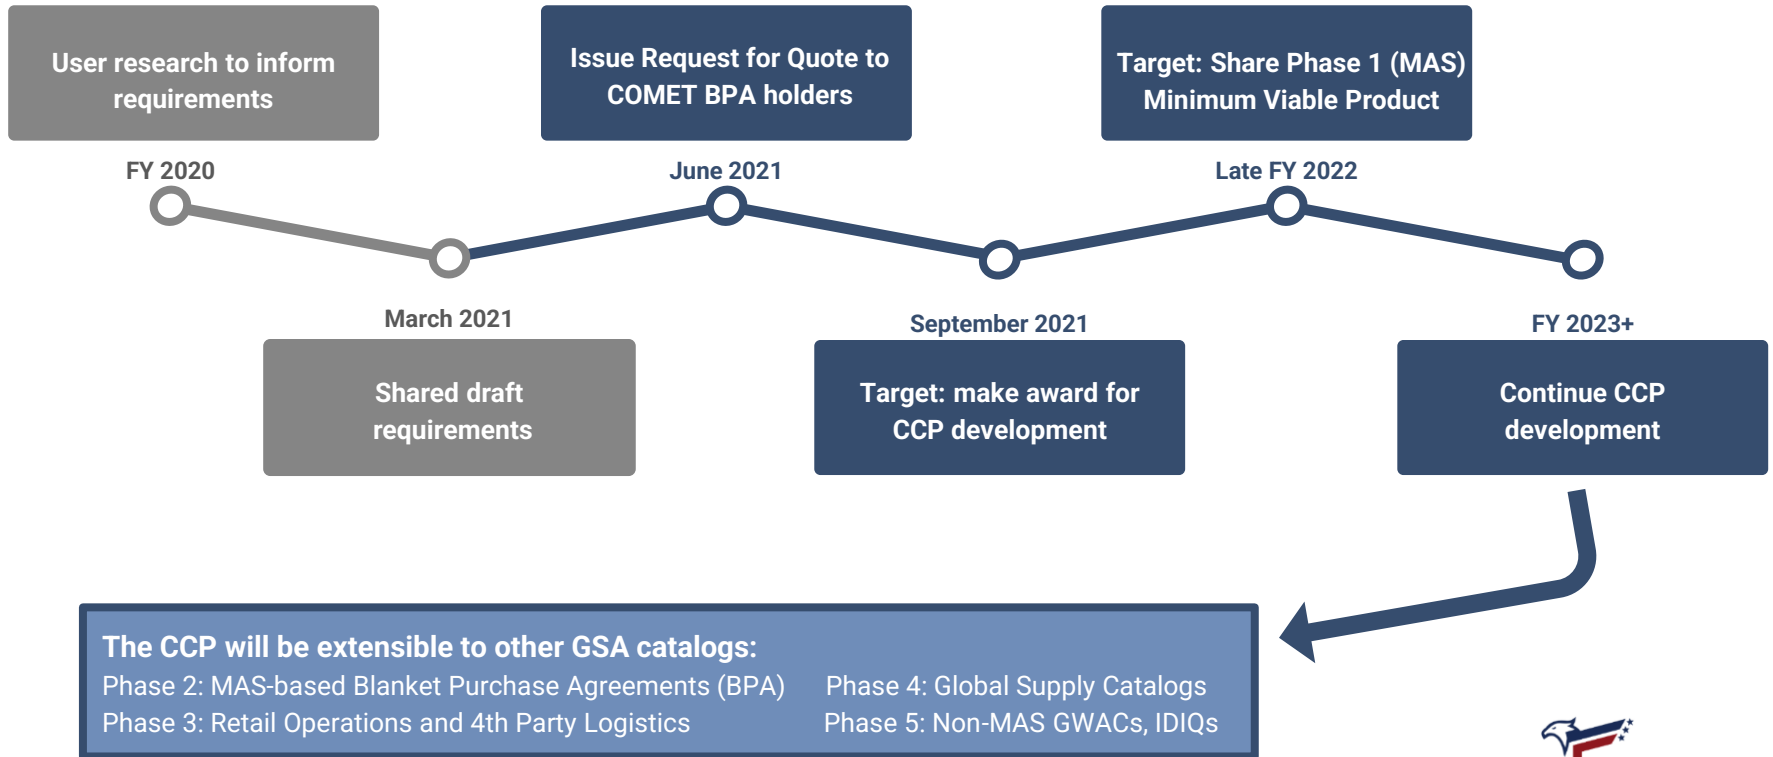 User research to inform
requirements
FY 2020
March 2021
Shared draft
requirements
Issue Request for Quote to
COMET BPA holders
June 2021
September 2021
Target: make award for
CCP development
Target: Share Phase 1 (MAS)
Minimum Viable Product
Late FY 2022
FY 2023+
Continue CCP
development
The CCP will be extensible to other GSA catalogs:
Phase 2: MAS-based Blanket Purchase Agreements (BPA)
Phase 3: Retail Operations and 4th Party Logistics
Phase 4: Global Supply Catalogs
Phase 5: Non-MAS GWACs, IDIQs